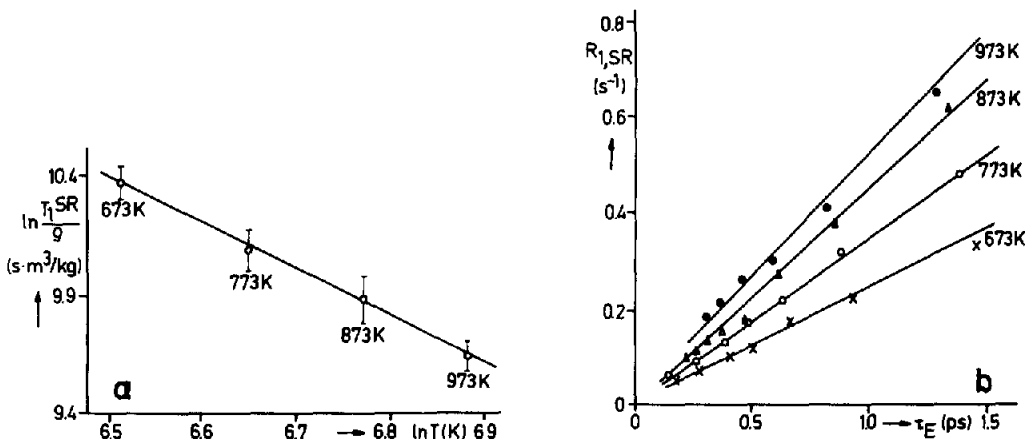 10.4
ln T₁SR/ρ
(s·m³/kg)
9.9
9.4
673K
773K
873K
973K
a
6.5 6.6 6.7 6.8 6.9
→ lnT(K)
0.8
R₁,SR
(s⁻¹)
0.6
0.4
0.2
0
973K
873K
773K
673K
b
0 0.5 1.0 1.5
→ τE (ps)